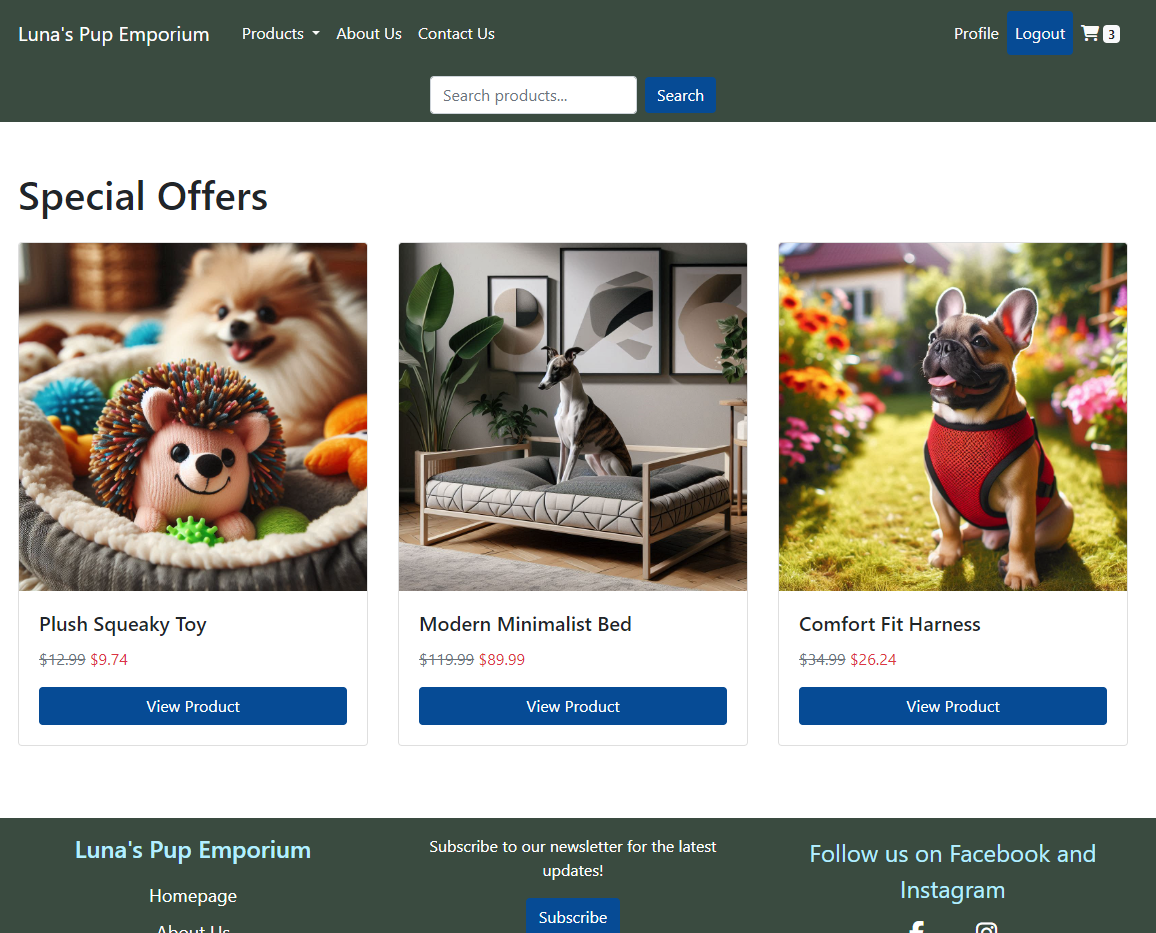 Luna's Pup Emporium
Products
About Us
Contact Us
Profile
Logout
3
Search products...
Search
Special Offers
Plush Squeaky Toy
$12.99 $9.74
View Product
Modern Minimalist Bed
$119.99 $89.99
View Product
Comfort Fit Harness
$34.99 $26.24
View Product
Luna's Pup Emporium
Homepage
About Us
Subscribe to our newsletter for the latest
updates!
Subscribe
Follow us on Facebook and
Instagram